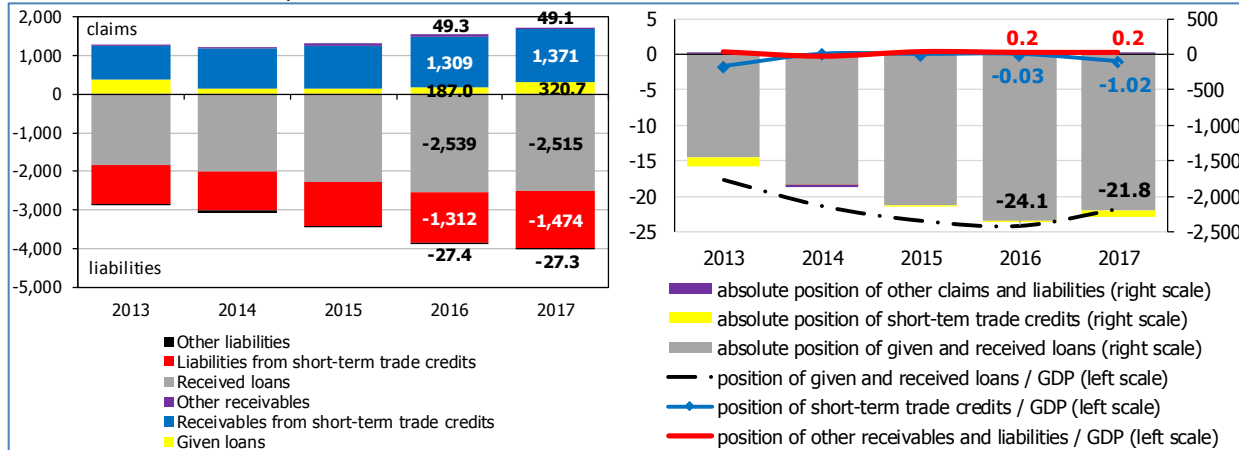 2,000
1,000
0
-1,000
-2,000
-3,000
-4,000
-5,000
claims
49.3
49.1
1,309
1,371
187.0
320.7
-2,539
-2,515
-1,312
-1,474
-27.4
-27.3
liabilities
2013 2014 2015 2016 2017
Other liabilities
Liabilities from short-term trade credits
Received loans
Other receivables
Receivables from short-term trade credits
Given loans
5
0
-5
-10
-15
-20
-25
0.2
0.2
-0.03
-1.02
-24.1
-21.8
500
0
-500
-1,000
-1,500
-2,000
-2,500
2013 2014 2015 2016 2017
absolute position of other claims and liabilities (right scale)
absolute position of short-tem trade credits (right scale)
absolute position of given and received loans (right scale)
position of given and received loans / GDP (left scale)
position of short-term trade credits / GDP (left scale)
position of other receivables and liabilities / GDP (left scale)